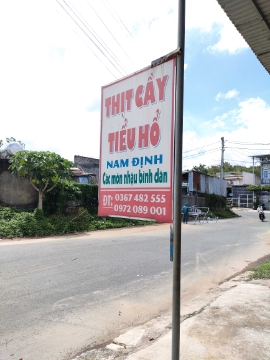 THỊT CẦY
TIỂU HỔ
NAM ĐỊNH
Các món nhậu bình dân
ĐT: 0367 482 555
0972 089 001